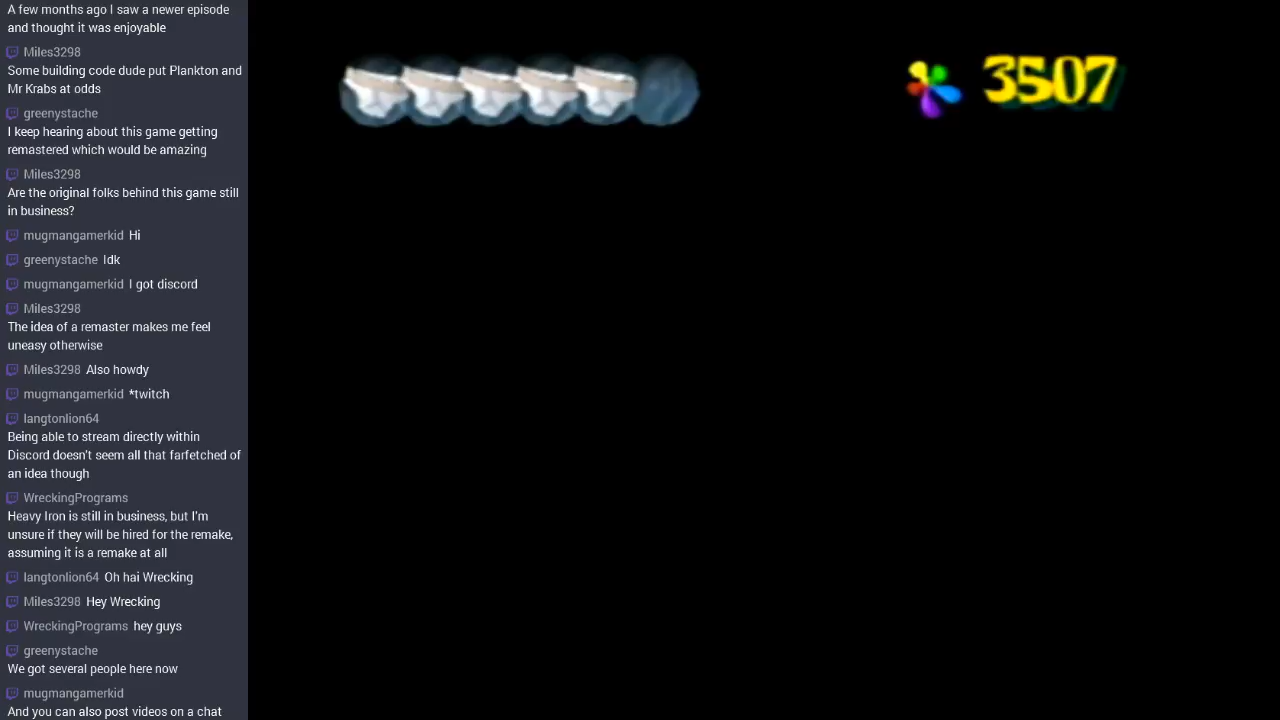 A few months ago I saw a newer episode
and thought it was enjoyable
Miles3298
Some building code dude put Plankton and
Mr Krabs at odds
greenystache
I keep hearing about this game getting
remastered which would be amazing
Miles3298
Are the original folks behind this game still
in business?
mugmangamerkid Hi
greenystache Idk
mugmangamerkid I got discord
Miles3298
The idea of a remaster makes me feel
uneasy otherwise
Miles3298 Also howdy
mugmangamerkid *twitch
langtonlion64
Being able to stream directly within
Discord doesn't seem all that farfetched of
an idea though
WreckingPrograms
Heavy Iron is still in business, but I'm
unsure if they will be hired for the remake,
assuming it is a remake at all
langtonlion64 Oh hai Wrecking
Miles3298 Hey Wrecking
WreckingPrograms hey guys
greenystache
We got several people here now
mugmangamerkid
And you can also post videos on a chat
3507